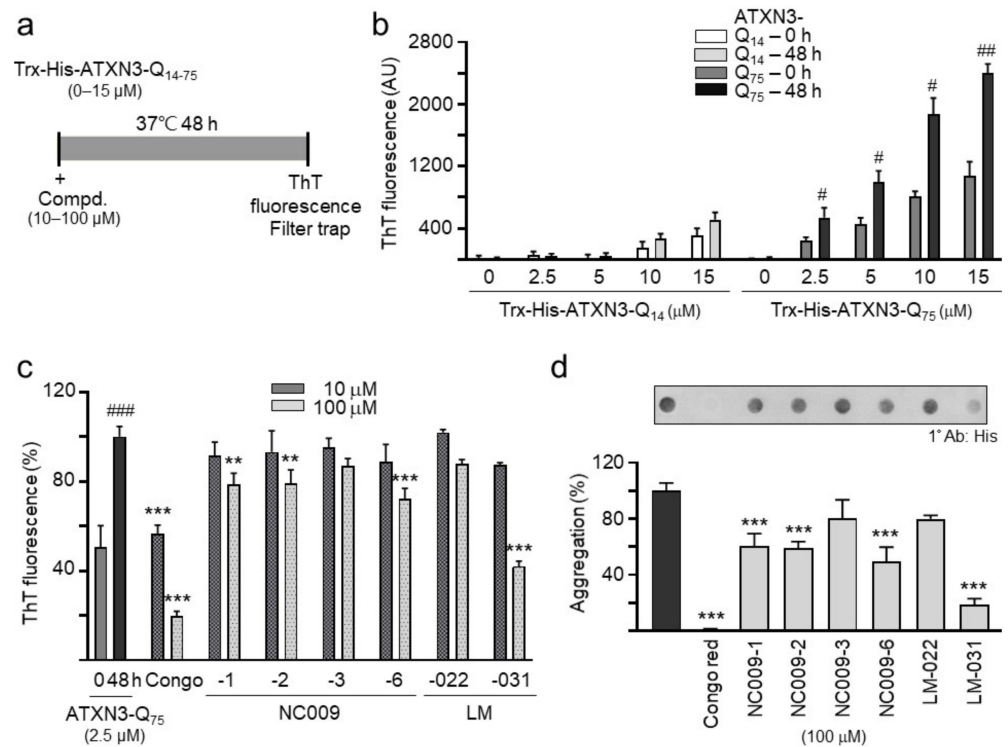 a
Trx-His-ATXN3-Q14-75
(0–15 μM)
37℃ 48 h
+
Compd.
(10–100 μM)
ThT
fluorescence
Filter trap
b
ThT fluorescence (AU)
2800
2000
1200
400
ATXN3-
Q14 – 0 h
Q14 – 48 h
Q75 – 0 h
Q75 – 48 h
#
#
#
##
0 2.5 5 10 15 0 2.5 5 10 15
Trx-His-ATXN3-Q14 (μM) Trx-His-ATXN3-Q75 (μM)
c
ThT fluorescence (%)
120
80
40
10 μM
100 μM
###
***
***
**
**
***
***
0 48 h Congo -1 -2 -3 -6 -022 -031
ATXN3-Q75 NC009 LM
(2.5 μM)
d
1° Ab: His
Aggregation (%)
120
80
40
***
***
***
***
***
Congo red
NC009-1
NC009-2
NC009-3
NC009-6
LM-022
LM-031
(100 μM)